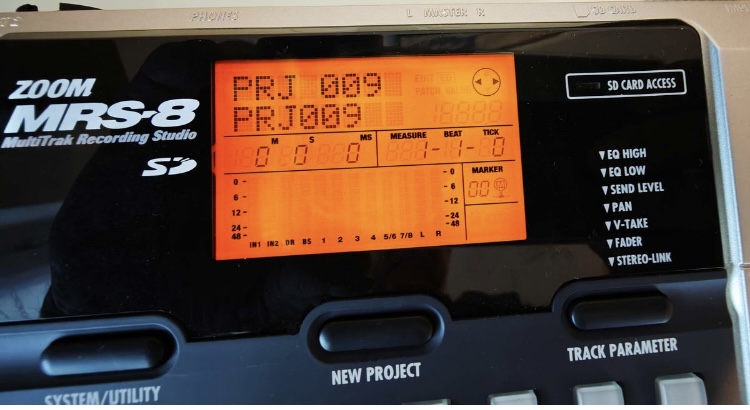 PHONES
L MASTER R
ZOOM
MRS-8
MultiTrak Recording Studio
SD
PRJ 009
PRJ009
M S MS
MEASURE BEAT TICK
0 0 0
1- 1- 0
MARKER
00
0- -0
6- -6
12- -12
24- -24
48- -48
IN1 IN2 DR BS 1 2 3 4 5/6 7/8 L R
SD CARD ACCESS
▼EQ HIGH
▼EQ LOW
▼SEND LEVEL
▼PAN
▼V-TAKE
▼FADER
▼STEREO-LINK
SYSTEM/UTILITY
NEW PROJECT
TRACK PARAMETER